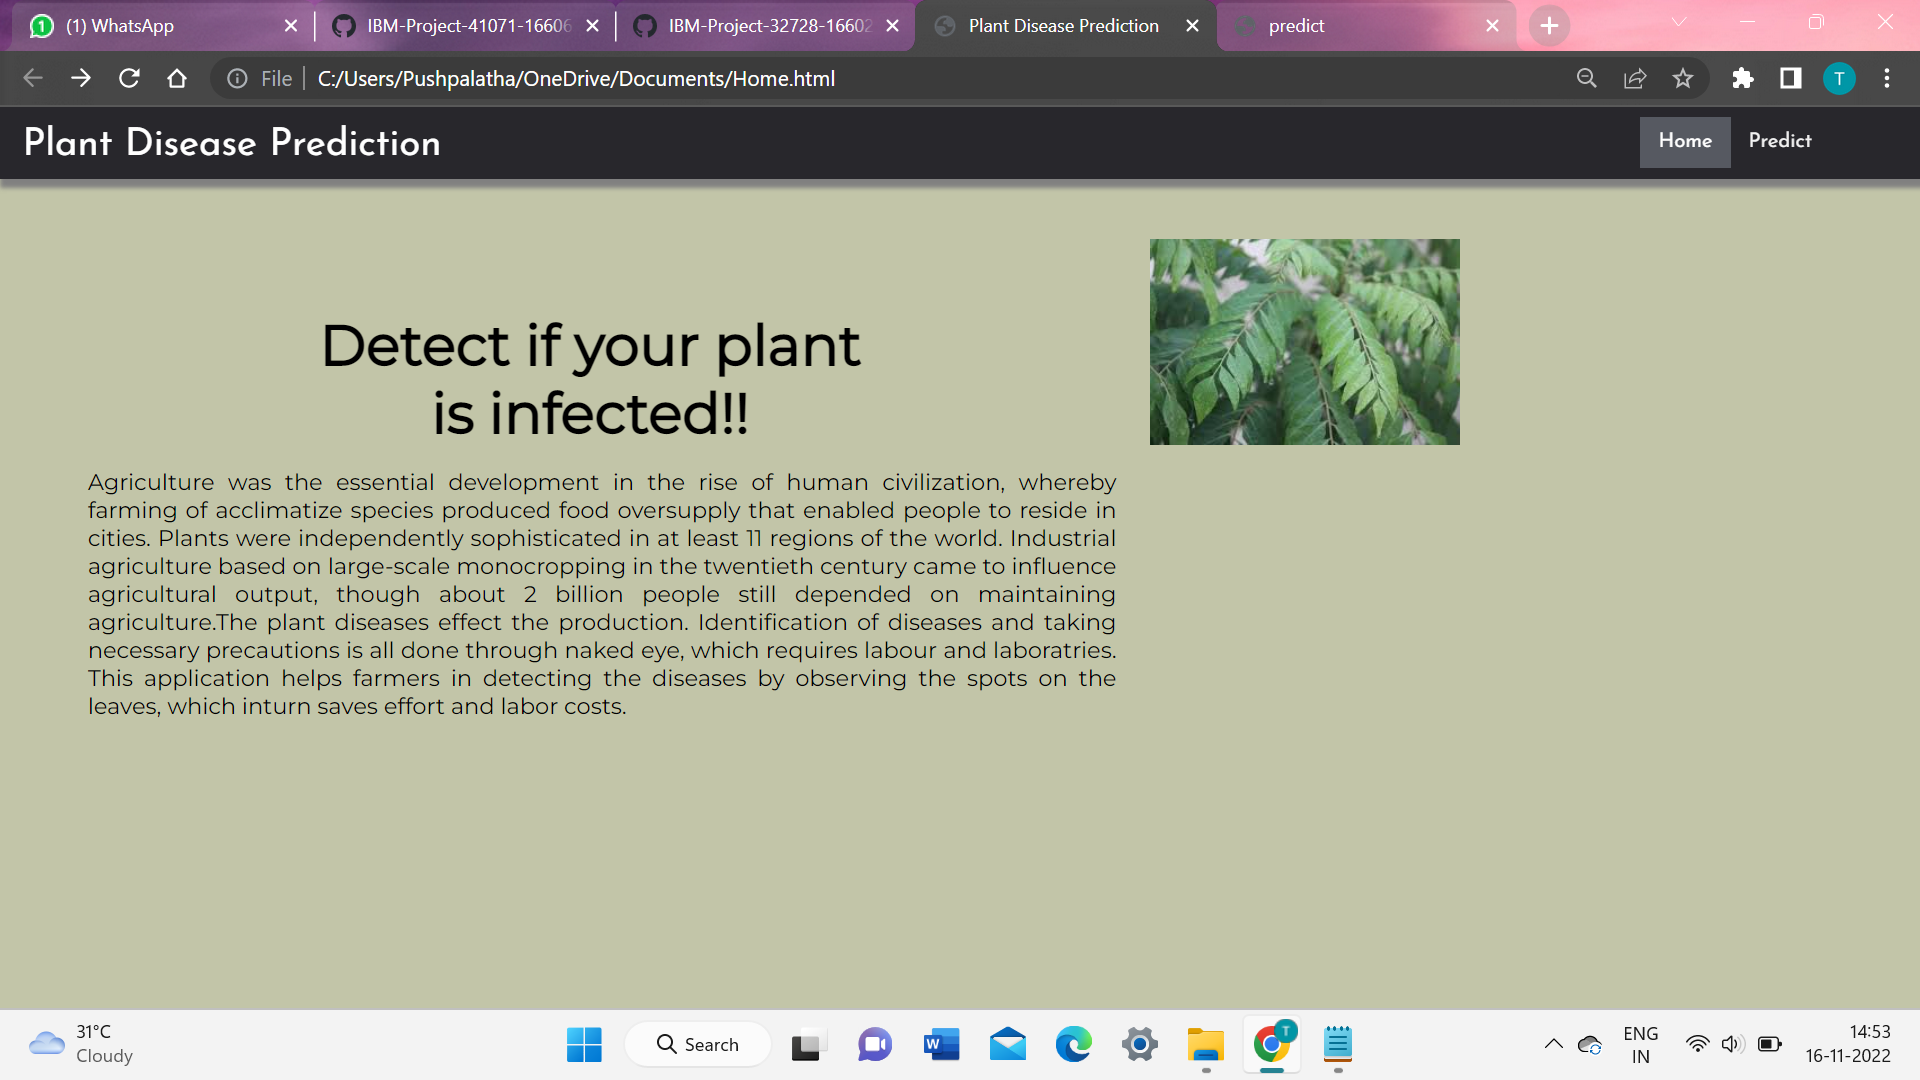 (1) WhatsApp
IBM-Project-41071-16606
IBM-Project-32728-16602
Plant Disease Prediction
predict
File
C:/Users/Pushpalatha/OneDrive/Documents/Home.html
T
Plant Disease Prediction
Home
Predict
Detect if your plant
is infected!!
Agriculture was the essential development in the rise of human civilization, whereby
farming of acclimatize species produced food oversupply that enabled people to reside in
cities. Plants were independently sophisticated in at least 11 regions of the world. Industrial
agriculture based on large-scale monocropping in the twentieth century came to influence
agricultural output, though about 2 billion people still depended on maintaining
agriculture.The plant diseases effect the production. Identification of diseases and taking
necessary precautions is all done through naked eye, which requires labour and laboratries.
This application helps farmers in detecting the diseases by observing the spots on the
leaves, which inturn saves effort and labor costs.
31°C
Cloudy
Search
W
T
ENG
IN
14:53
16-11-2022